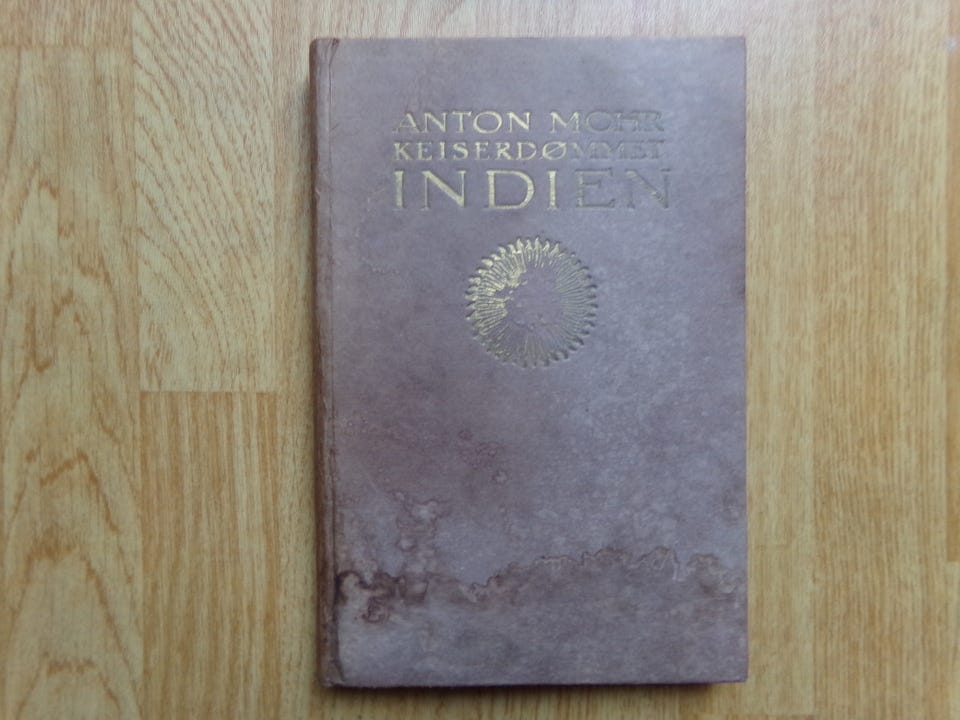 ANTON MOHR
KEISERDØMMET
INDIEN